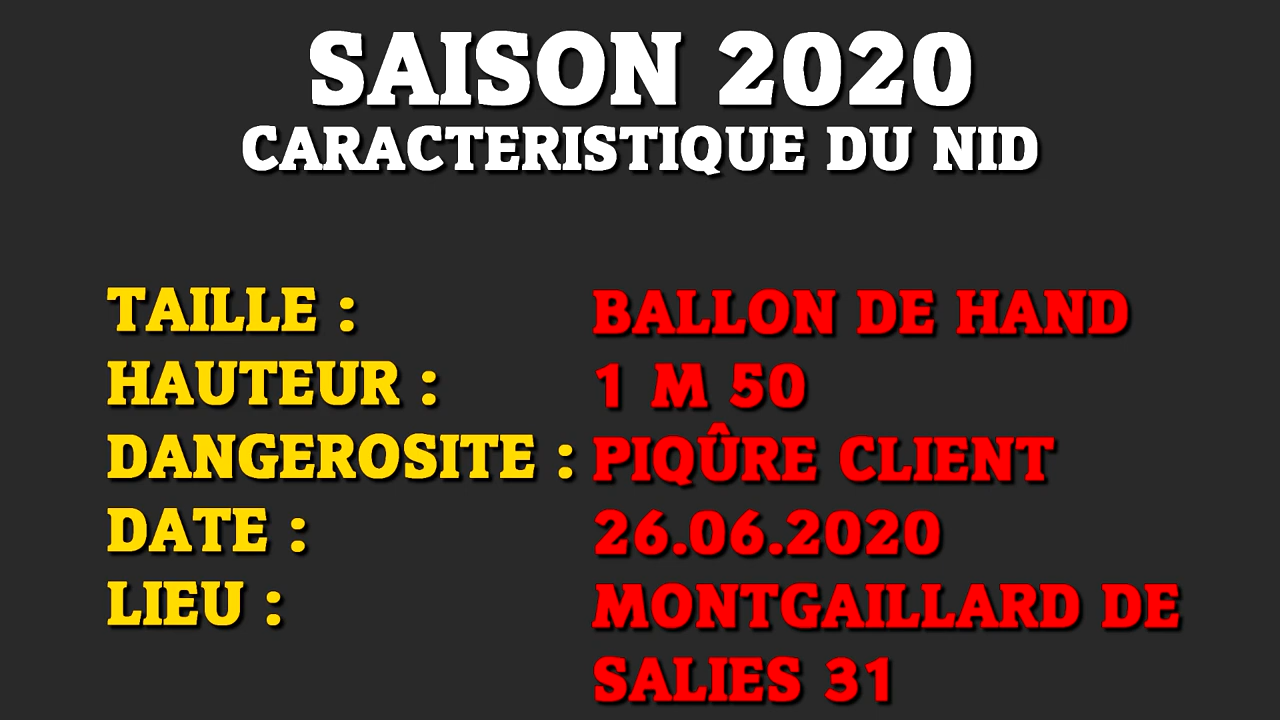 SAISON 2020
CARACTERISTIQUE DU NID
TAILLE : BALLON DE HAND
HAUTEUR : 1 M 50
DANGEROSITE : PIQÛRE CLIENT
DATE : 26.06.2020
LIEU : MONTGAILLARD DE
SALIES 31